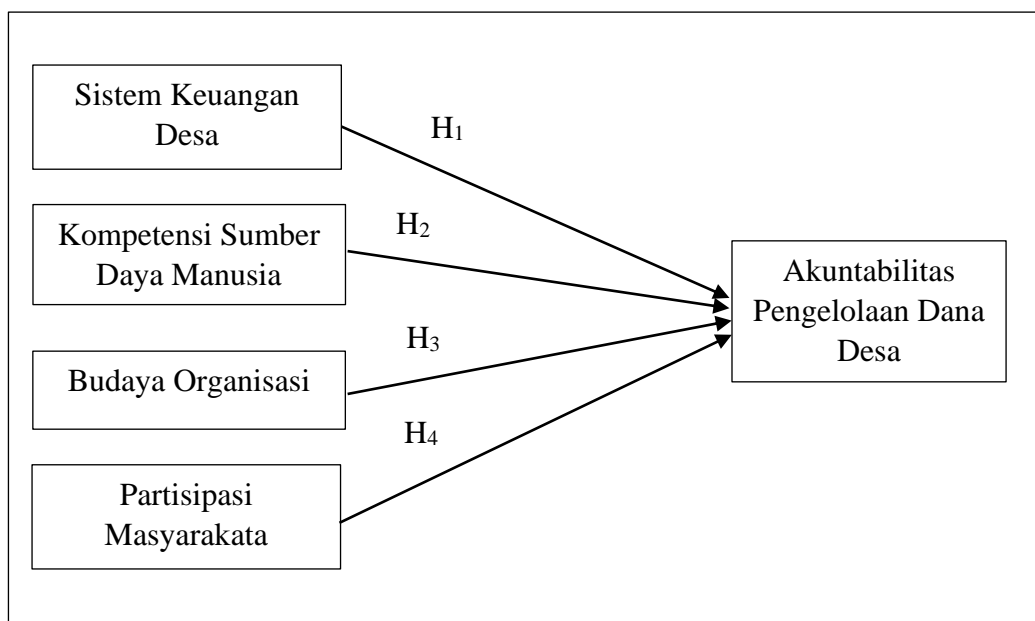 Sistem Keuangan
Desa
H₁
Kompetensi Sumber
Daya Manusia
H₂
Akuntabilitas
Pengelolaan Dana
Desa
Budaya Organisasi
H₃
H₄
Partisipasi
Masyarakata